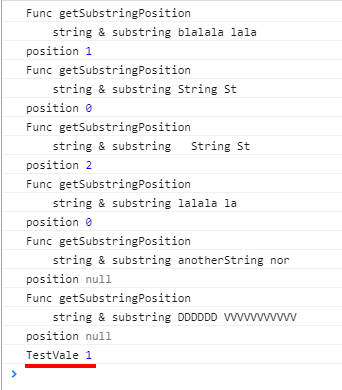 Func getSubstringPosition
string & substring blalala lala
position 1
Func getSubstringPosition
string & substring String St
position 0
Func getSubstringPosition
string & substring   String St
position 2
Func getSubstringPosition
string & substring lalala la
position 0
Func getSubstringPosition
string & substring anotherString nor
position null
Func getSubstringPosition
string & substring DDDDDD VVVVVVVVVVV
position null
TestVale 1
>